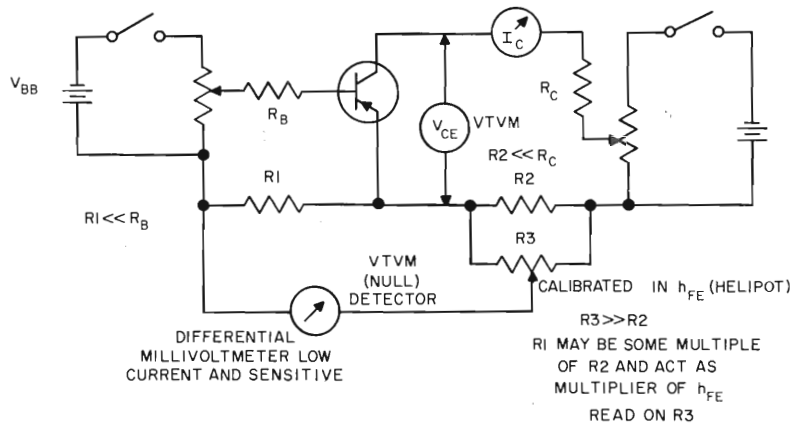 I_C
V_BB
R_B
R_C
V_CE
VTVM
R2<<R_C
R1
R2
R1<<R_B
R3
VTVM
(NULL)
DETECTOR
CALIBRATED IN h_FE (HELIPOT)
DIFFERENTIAL
MILLIVOLTMETER LOW
CURRENT AND SENSITIVE
R3>>R2
R1 MAY BE SOME MULTIPLE
OF R2 AND ACT AS
MULTIPLIER OF h_FE
READ ON R3